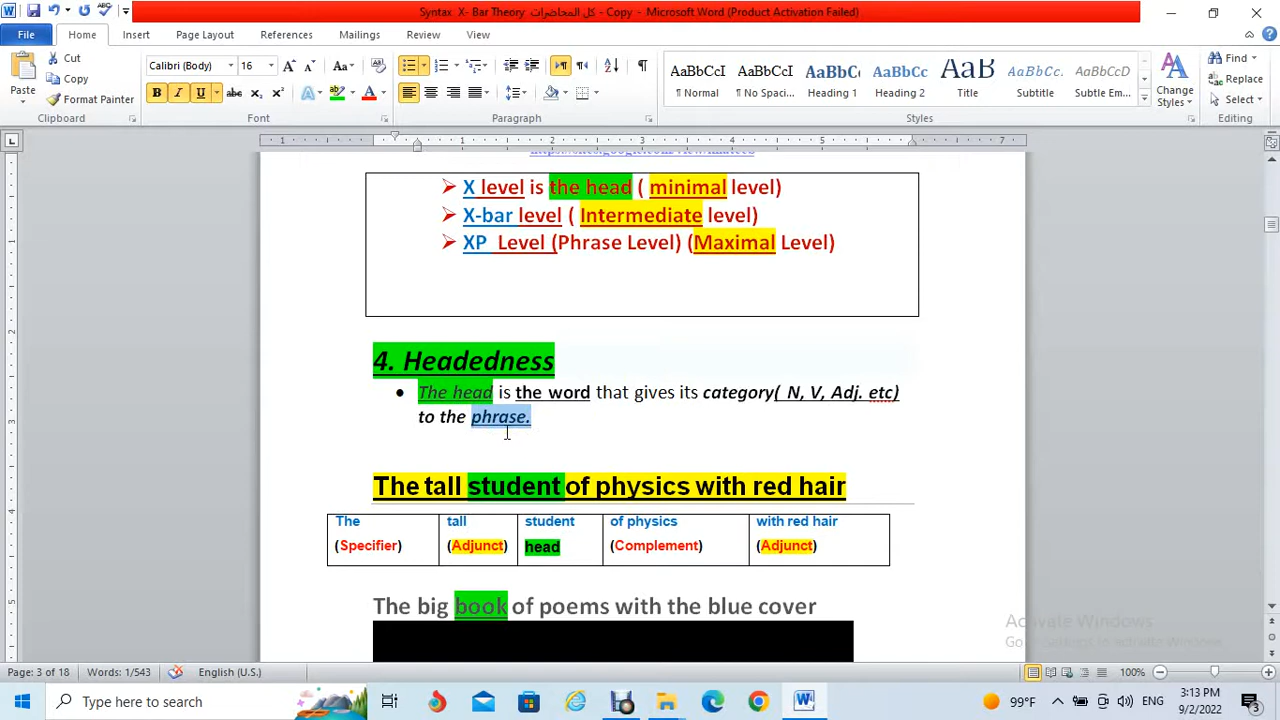 Syntax X- Bar Theory كل المحاضرات - Copy - Microsoft Word (Product Activation Failed)
File Home Insert Page Layout References Mailings Review View
Paste
Cut
Copy
Format Painter
Clipboard
Calibri (Body) 16
Font
Paragraph
AaBbCcI AaBbCcI AaBbC AaBbCc AaB AaBbCc. AaBbCcD
¶ Normal ¶ No Spaci... Heading 1 Heading 2 Title Subtitle Subtle Em...
Styles
Change Styles
Find
Replace
Select
Editing
X level is the head ( minimal level)
X-bar level ( Intermediate level)
XP Level (Phrase Level) (Maximal Level)
4. Headedness
The head is the word that gives its category( N, V, Adj. etc)
to the phrase.
The tall student of physics with red hair
The tall student of physics with red hair
(Specifier) (Adjunct) head (Complement) (Adjunct)
The big book of poems with the blue cover
Activate Windows
Go to Settings to activate Windows.
Page: 3 of 18 Words: 1/543 English (U.S.) 100%
Type here to search 99°F ENG 3:13 PM
9/2/2022
3